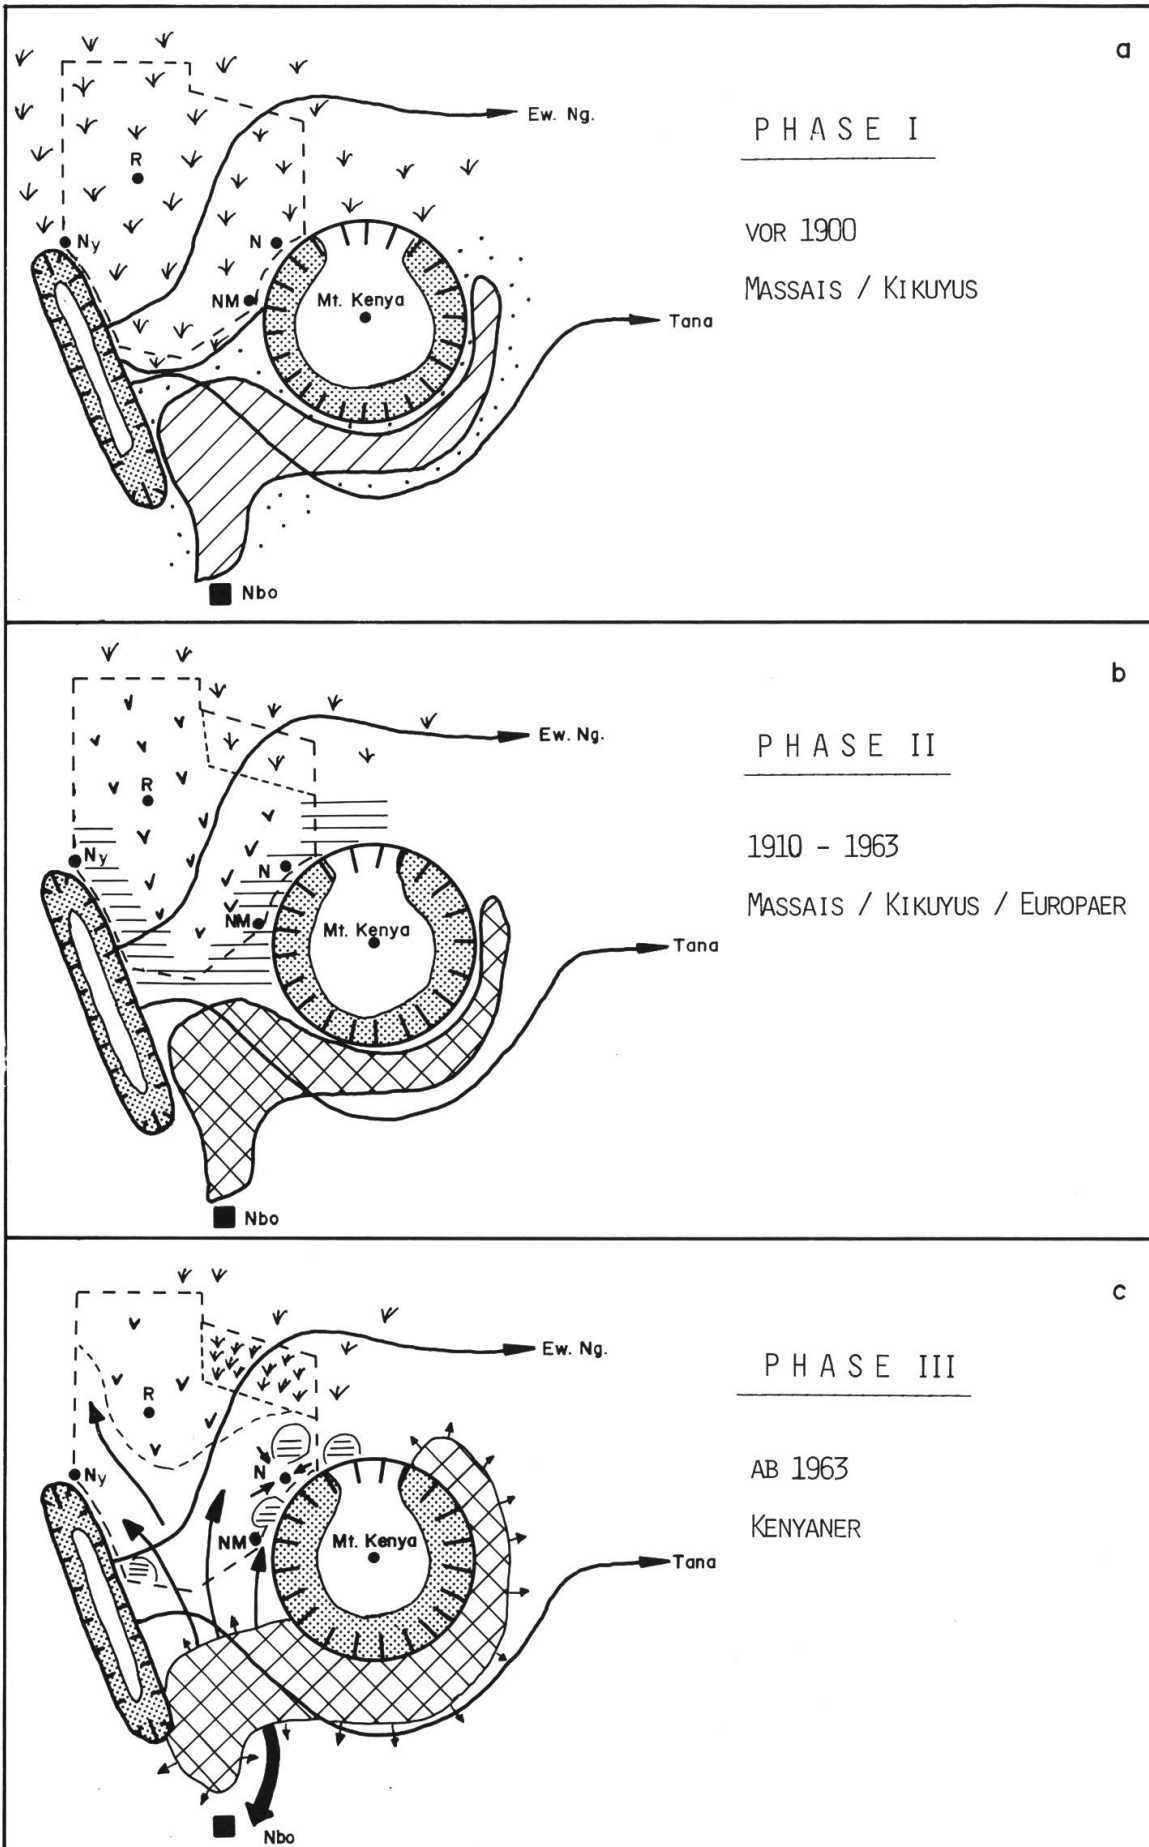 a
PHASE I
VOR 1900
MASSAIS / KIKUYUS
Ew. Ng.
R
Ny
N
NM
Mt. Kenya
Tana
Nbo
b
PHASE II
1910 - 1963
MASSAIS / KIKUYUS / EUROPAER
Ew. Ng.
R
Ny
N
NM
Mt. Kenya
Tana
Nbo
c
PHASE III
AB 1963
KENYANER
Ew. Ng.
R
Ny
N
NM
Mt. Kenya
Tana
Nbo